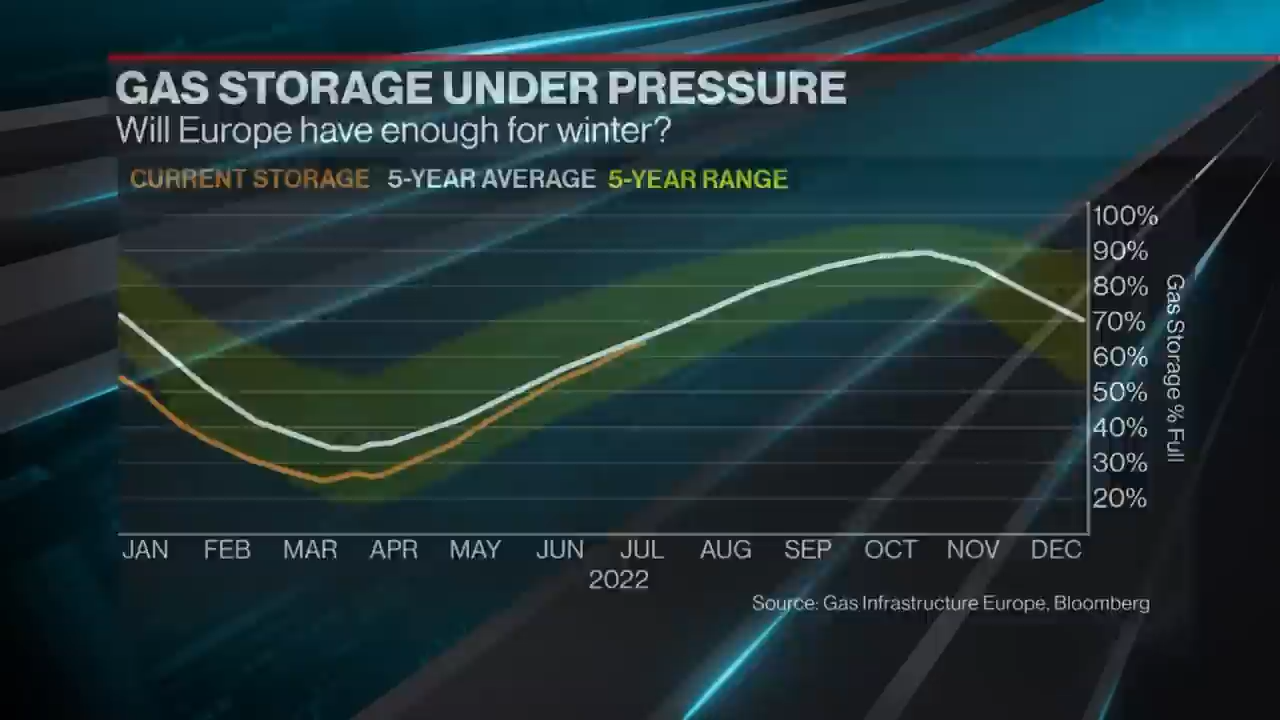 GAS STORAGE UNDER PRESSURE
Will Europe have enough for winter?
CURRENT STORAGE 5-YEAR AVERAGE 5-YEAR RANGE
100%
90%
80%
70%
60%
50%
40%
30%
20%
Gas Storage % Full
JAN FEB MAR APR MAY JUN JUL AUG SEP OCT NOV DEC
2022
Source: Gas Infrastructure Europe, Bloomberg